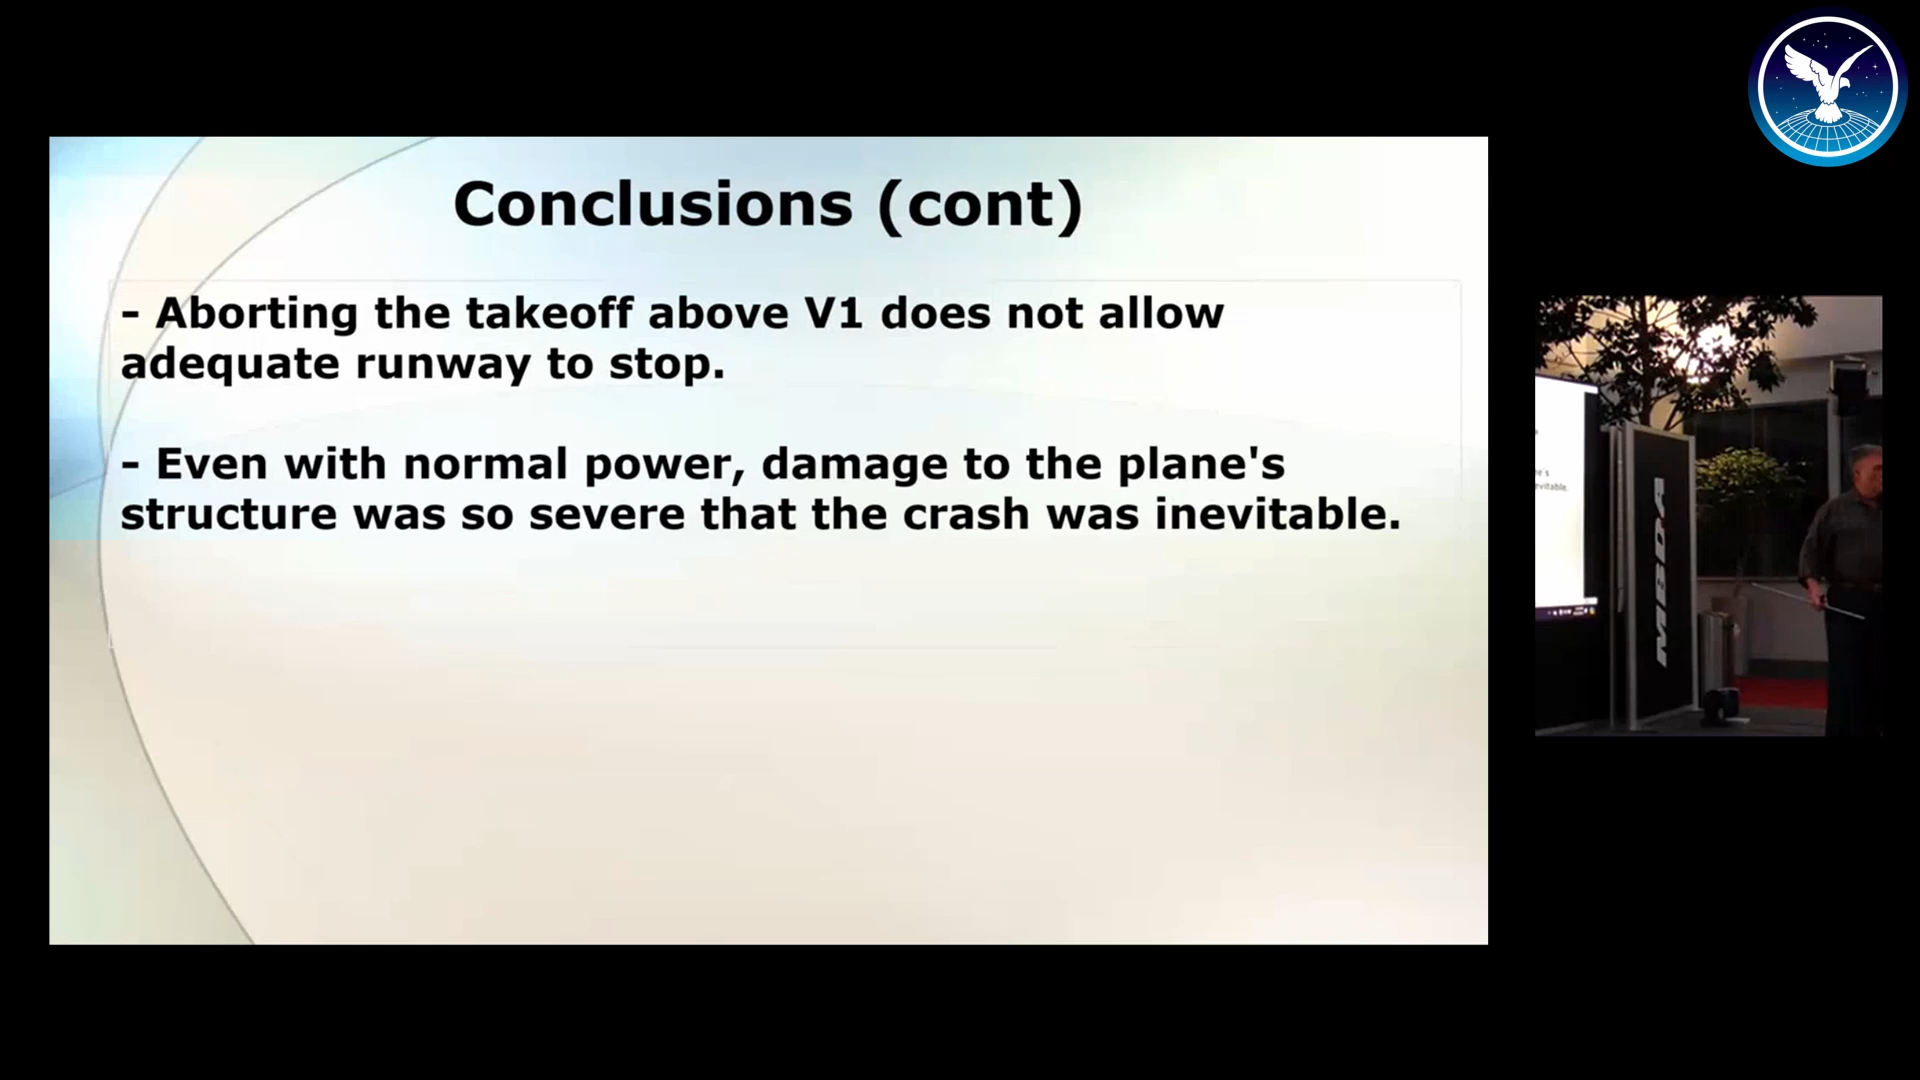 Conclusions (cont)
- Aborting the takeoff above V1 does not allow
adequate runway to stop.
- Even with normal power, damage to the plane's
structure was so severe that the crash was inevitable.
evitable.
MBDA